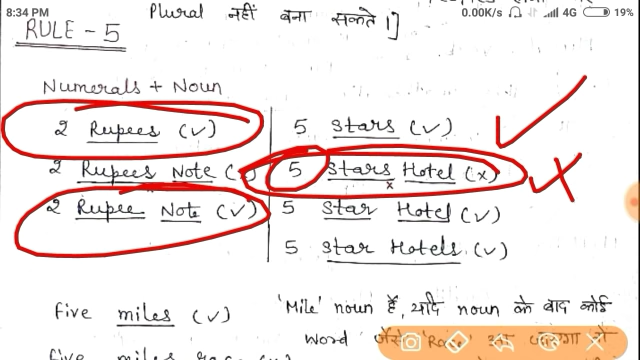 8:34 PM 0.00K/s 4G 19%
Plural नहीं बना सकते।]
RULE-5
Numerals + Noun
2 Rupees (✓) 5 Stars (✓)
2 Rupees Note ( 5 Stars Hotel (x)
x
2 Rupee Note (✓) 5 Star Hotel (✓)
5 Star Hotels (✓)
five miles (✓) 'Mile' noun है, यदि noun के बाद कोई
five miles word जैसे